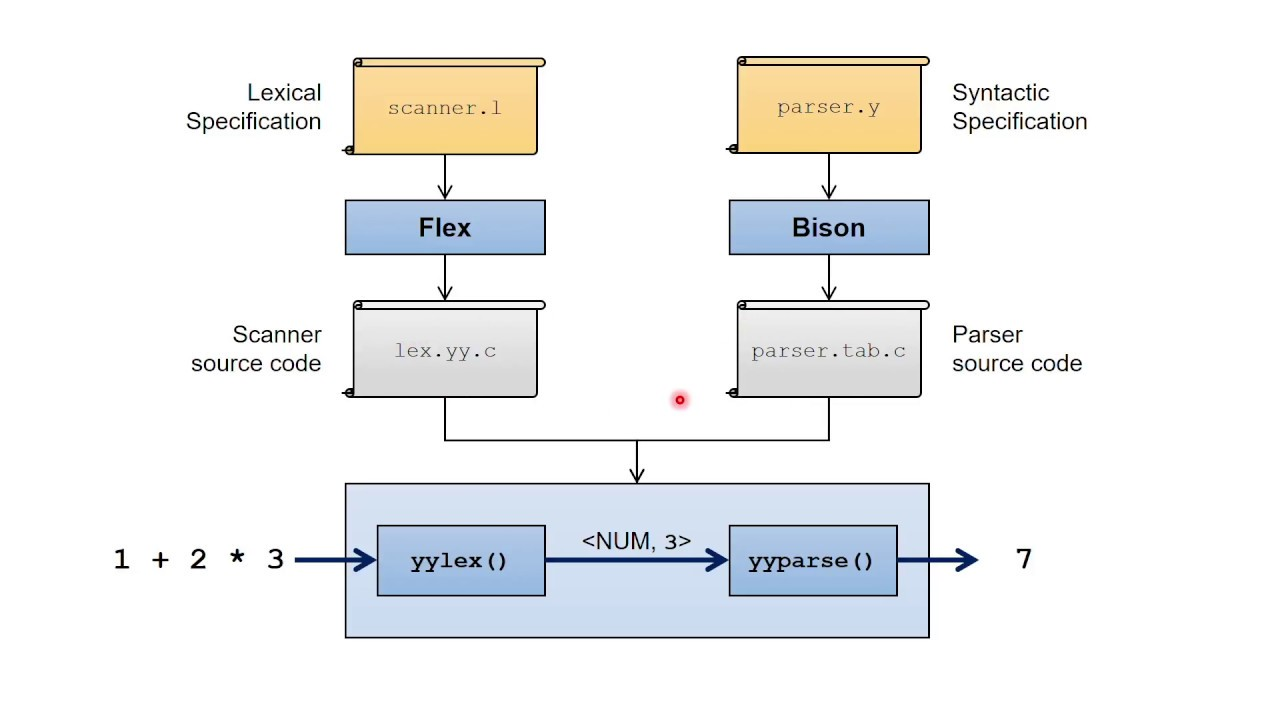 Lexical
Specification
scanner.l
parser.y
Syntactic
Specification
Flex
Bison
Scanner
source code
lex.yy.c
parser.tab.c
Parser
source code
1 + 2 * 3
yylex()
<NUM, 3>
yyparse()
7